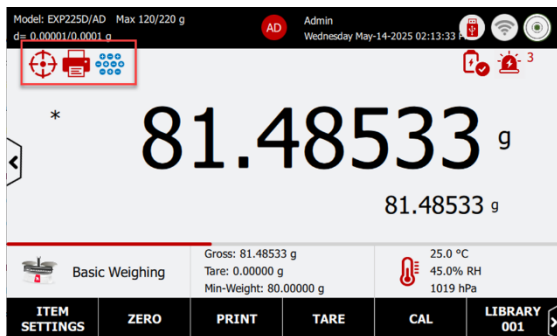 Model: EXP225D/AD Max 120/220 g
d= 0.00001/0.0001 g
AD
Admin
Wednesday May-14-2025 02:13:33
3
*
81.48533 g
81.48533 g
Basic Weighing
Gross: 81.48533 g
Tare: 0.00000 g
Min-Weight: 80.00000 g
25.0 °C
45.0% RH
1019 hPa
ITEM SETTINGS
ZERO
PRINT
TARE
CAL
LIBRARY 001